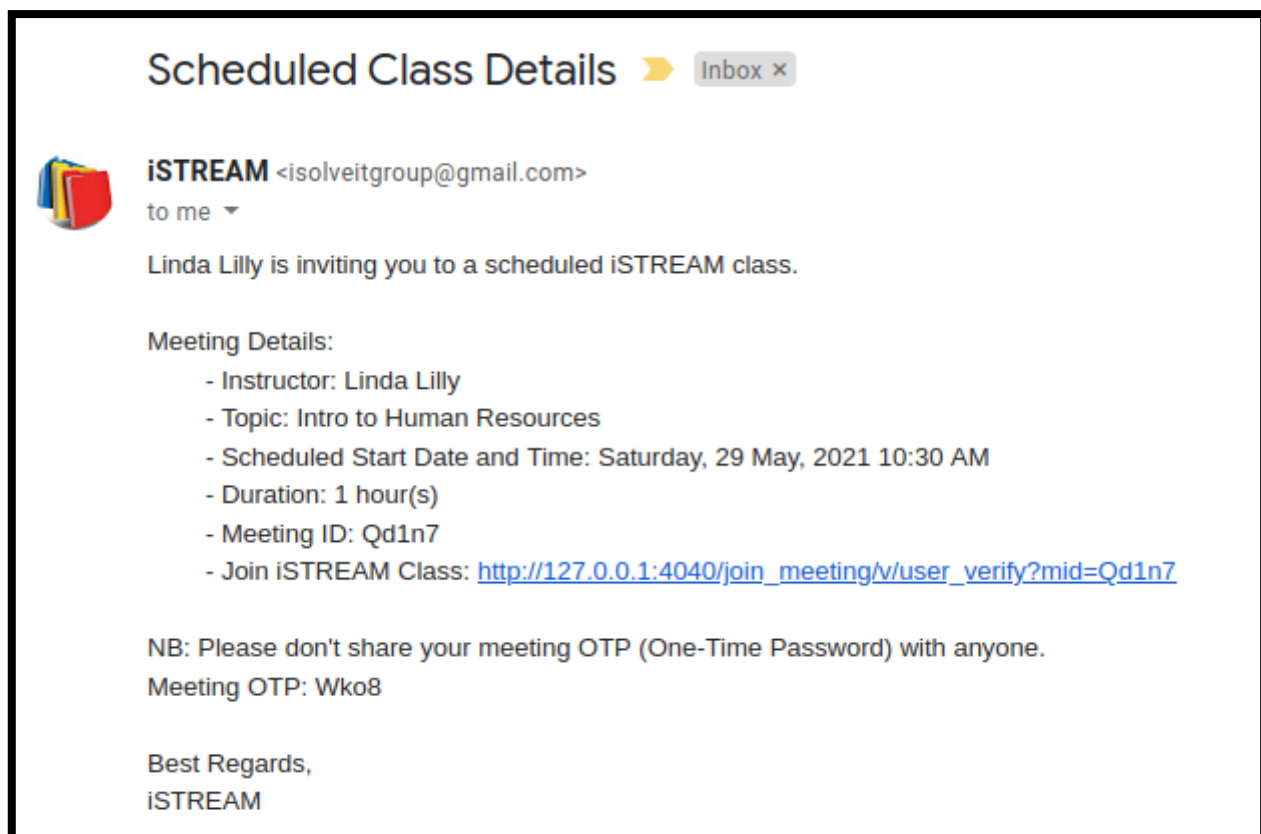 Scheduled Class Details Inbox ×
iSTREAM <isolveitgroup@gmail.com>
to me
Linda Lilly is inviting you to a scheduled iSTREAM class.
Meeting Details:
- Instructor: Linda Lilly
- Topic: Intro to Human Resources
- Scheduled Start Date and Time: Saturday, 29 May, 2021 10:30 AM
- Duration: 1 hour(s)
- Meeting ID: Qd1n7
- Join iSTREAM Class: http://127.0.0.1:4040/join_meeting/v/user_verify?mid=Qd1n7
NB: Please don't share your meeting OTP (One-Time Password) with anyone.
Meeting OTP: Wko8
Best Regards,
iSTREAM